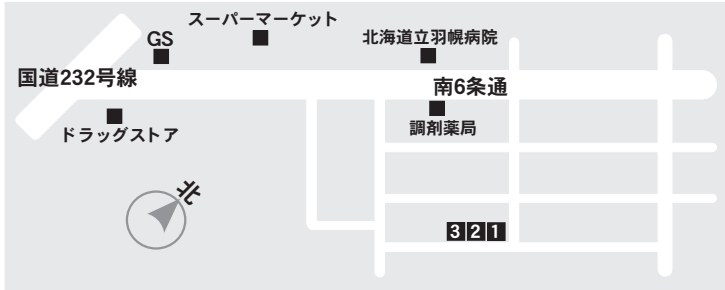 スーパーマーケット
GS
北海道立羽幌病院
国道232号線
南6条通
ドラッグストア
調剤薬局
北
3 2 1